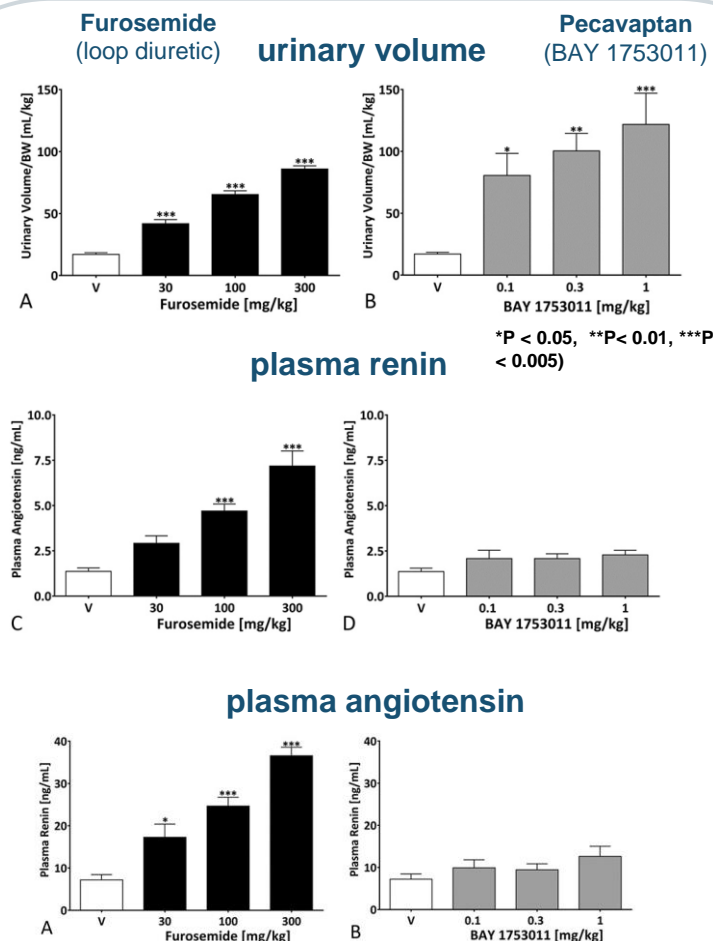 Furosemide
(loop diuretic)
urinary volume
Pecavaptan
(BAY 1753011)
Urinary Volume/BW [mL/kg]
150
100
50
0
***
***
***
V 30 100 300
A
Furosemide [mg/kg]
Urinary Volume/BW [mL/kg]
150
100
50
0
*
**
***
V 0.1 0.3 1
B
BAY 1753011 [mg/kg]
*P < 0.05, **P< 0.01, ***P
< 0.005)
plasma renin
Plasma Angiotensin [ng/mL]
10.0
7.5
5.0
2.5
0.0
***
***
V 30 100 300
C
Furosemide [mg/kg]
Plasma Angiotensin [ng/mL]
10.0
7.5
5.0
2.5
0.0
V 0.1 0.3 1
D
BAY 1753011 [mg/kg]
plasma angiotensin
Plasma Renin [ng/mL]
40
30
20
10
0
*
***
***
V 30 100 300
A
Furosemide [mg/kg]
Plasma Renin [ng/mL]
40
30
20
10
0
V 0.1 0.3 1
B
BAY 1753011 [mg/kg]